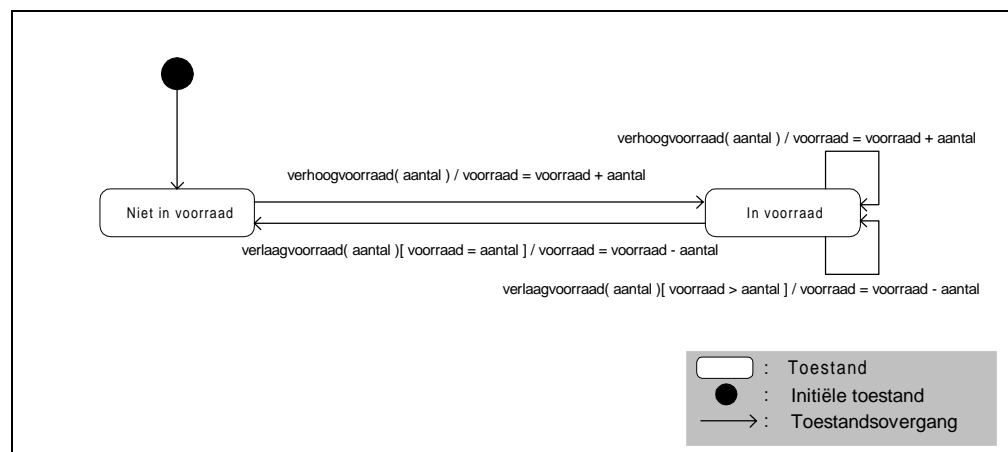 verhoogvoorraad( aantal ) / voorraad = voorraad + aantal
verhoogvoorraad( aantal ) / voorraad = voorraad + aantal
Niet in voorraad
In voorraad
verlaagvoorraad( aantal )[ voorraad = aantal ] / voorraad = voorraad - aantal
verlaagvoorraad( aantal )[ voorraad > aantal ] / voorraad = voorraad - aantal
: Toestand
: Initiële toestand
: Toestandsovergang